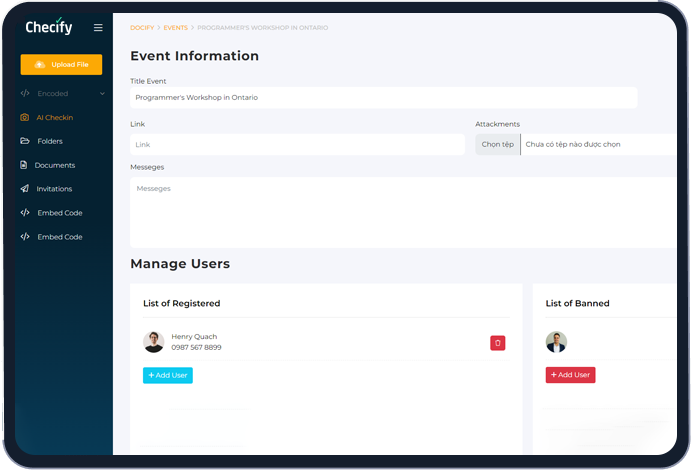 Checify
Upload File
Encoded
AI Checkin
Folders
Documents
Invitations
Embed Code
Embed Code
DOCIFY > EVENTS > PROGRAMMER'S WORKSHOP IN ONTARIO
Event Information
Title Event
Programmer's Workshop in Ontario
Link
Link
Attackments
Chọn tệp Chưa có tệp nào được chọn
Messeges
Messeges
Manage Users
List of Registered
Henry Quach
0987 567 8899
+ Add User
List of Banned
+ Add User